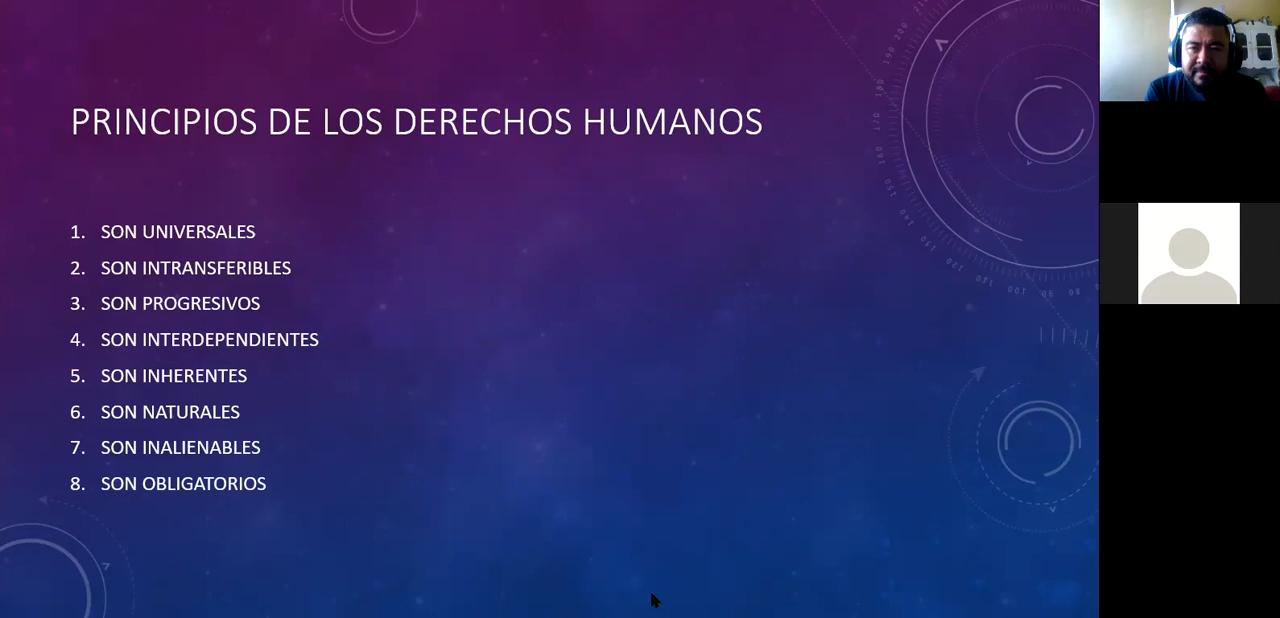 PRINCIPIOS DE LOS DERECHOS HUMANOS
1. SON UNIVERSALES
2. SON INTRANSFERIBLES
3. SON PROGRESIVOS
4. SON INTERDEPENDIENTES
5. SON INHERENTES
6. SON NATURALES
7. SON INALIENABLES
8. SON OBLIGATORIOS